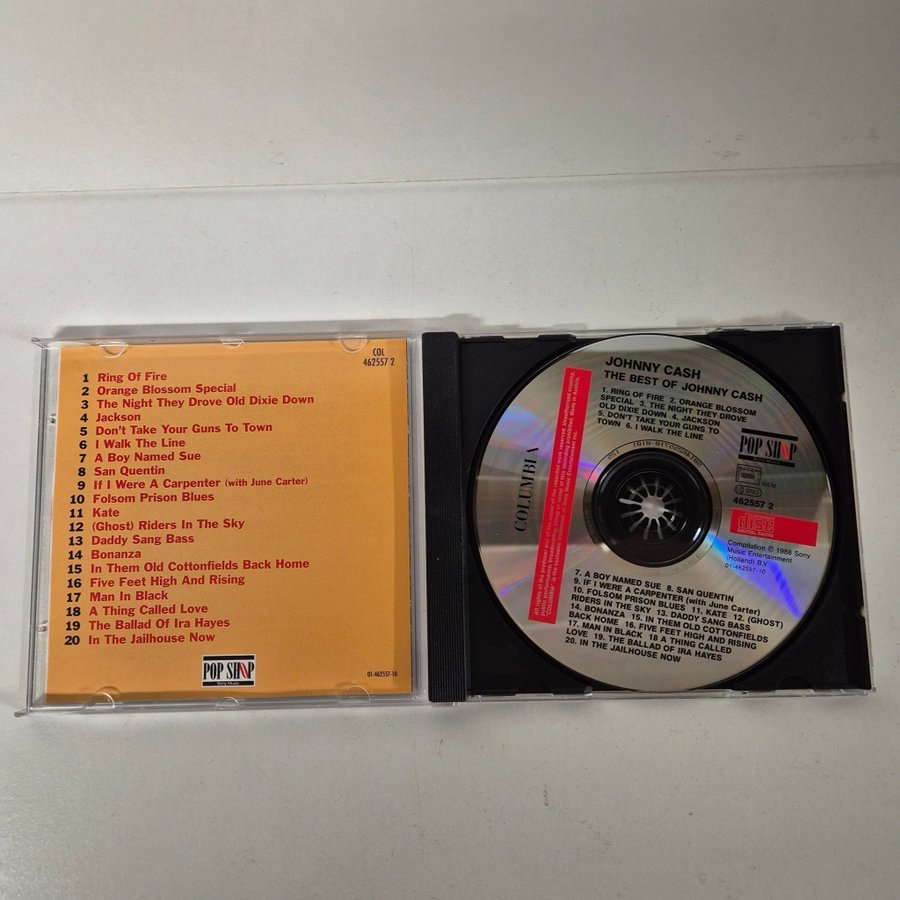 COL
462557 2
1 Ring Of Fire
2 Orange Blossom Special
3 The Night They Drove Old Dixie Down
4 Jackson
5 Don't Take Your Guns To Town
6 I Walk The Line
7 A Boy Named Sue
8 San Quentin
9 If I Were A Carpenter (with June Carter)
10 Folsom Prison Blues
11 Kate
12 (Ghost) Riders In The Sky
13 Daddy Sang Bass
14 Bonanza
15 In Them Old Cottonfields Back Home
16 Five Feet High And Rising
17 Man In Black
18 A Thing Called Love
19 The Ballad Of Ira Hayes
20 In The Jailhouse Now
POP SHOP
Sony Music
01-462557-10
JOHNNY CASH
THE BEST OF JOHNNY CASH
1. RING OF FIRE 2. ORANGE BLOSSOM
SPECIAL 3. THE NIGHT THEY DROVE
OLD DIXIE DOWN 4. JACKSON
5. DON'T TAKE YOUR GUNS TO
TOWN 6. I WALK THE LINE
POP SHOP
462557 2
COLUMBIA
disc
DIGITAL AUDIO
Compilation ℗ 1988 Sony
Music Entertainment
(Holland) B.V
01-462557-10
7. A BOY NAMED SUE 8. SAN QUENTIN
9. IF I WERE A CARPENTER (with June Carter)
10. FOLSOM PRISON BLUES 11. KATE 12. (GHOST)
RIDERS IN THE SKY 13. DADDY SANG BASS
14. BONANZA 15. IN THEM OLD COTTONFIELDS
BACK HOME 16. FIVE FEET HIGH AND RISING
17. MAN IN BLACK 18 A THING CALLED
LOVE 19. THE BALLAD OF IRA HAYES
20. IN THE JAILHOUSE NOW